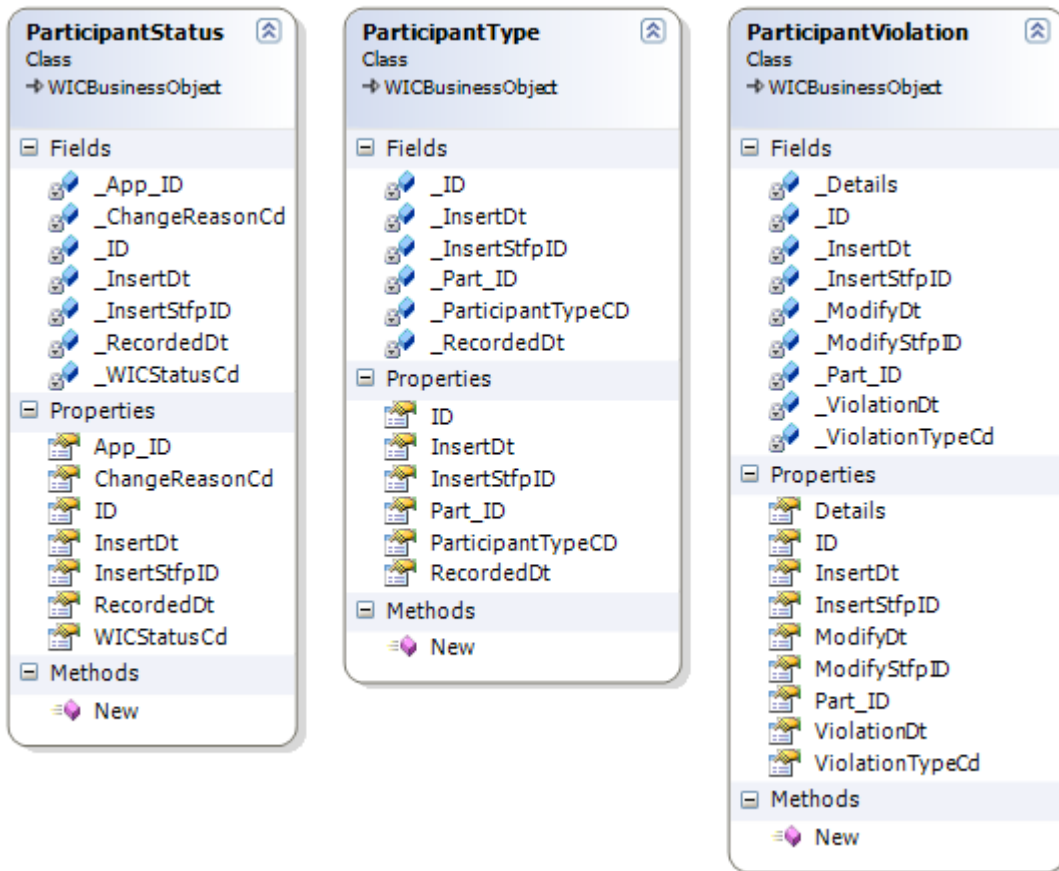 ParticipantStatus
Class
WICBusinessObject
Fields
_App_ID
_ChangeReasonCd
_ID
_InsertDt
_InsertStfpID
_RecordedDt
_WICStatusCd
Properties
App_ID
ChangeReasonCd
ID
InsertDt
InsertStfpID
RecordedDt
WICStatusCd
Methods
New
ParticipantType
Class
WICBusinessObject
Fields
_ID
_InsertDt
_InsertStfpID
_Part_ID
_ParticipantTypeCD
_RecordedDt
Properties
ID
InsertDt
InsertStfpID
Part_ID
ParticipantTypeCD
RecordedDt
Methods
New
ParticipantViolation
Class
WICBusinessObject
Fields
_Details
_ID
_InsertDt
_InsertStfpID
_ModifyDt
_ModifyStfpID
_Part_ID
_ViolationDt
_ViolationTypeCd
Properties
Details
ID
InsertDt
InsertStfpID
ModifyDt
ModifyStfpID
Part_ID
ViolationDt
ViolationTypeCd
Methods
New